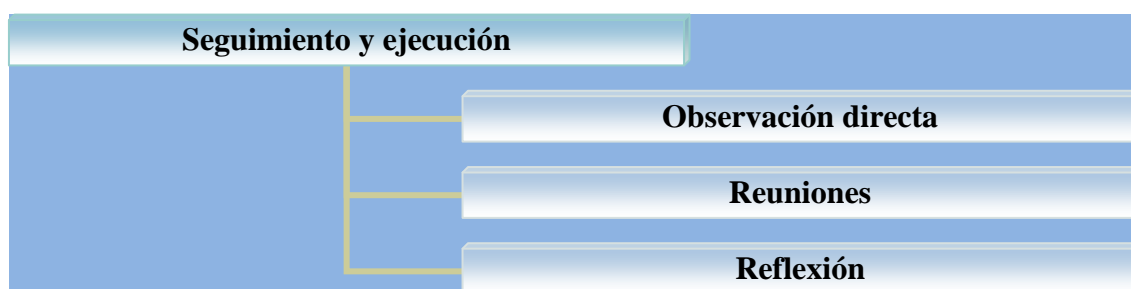 Seguimiento y ejecución
Observación directa
Reuniones
Reflexión